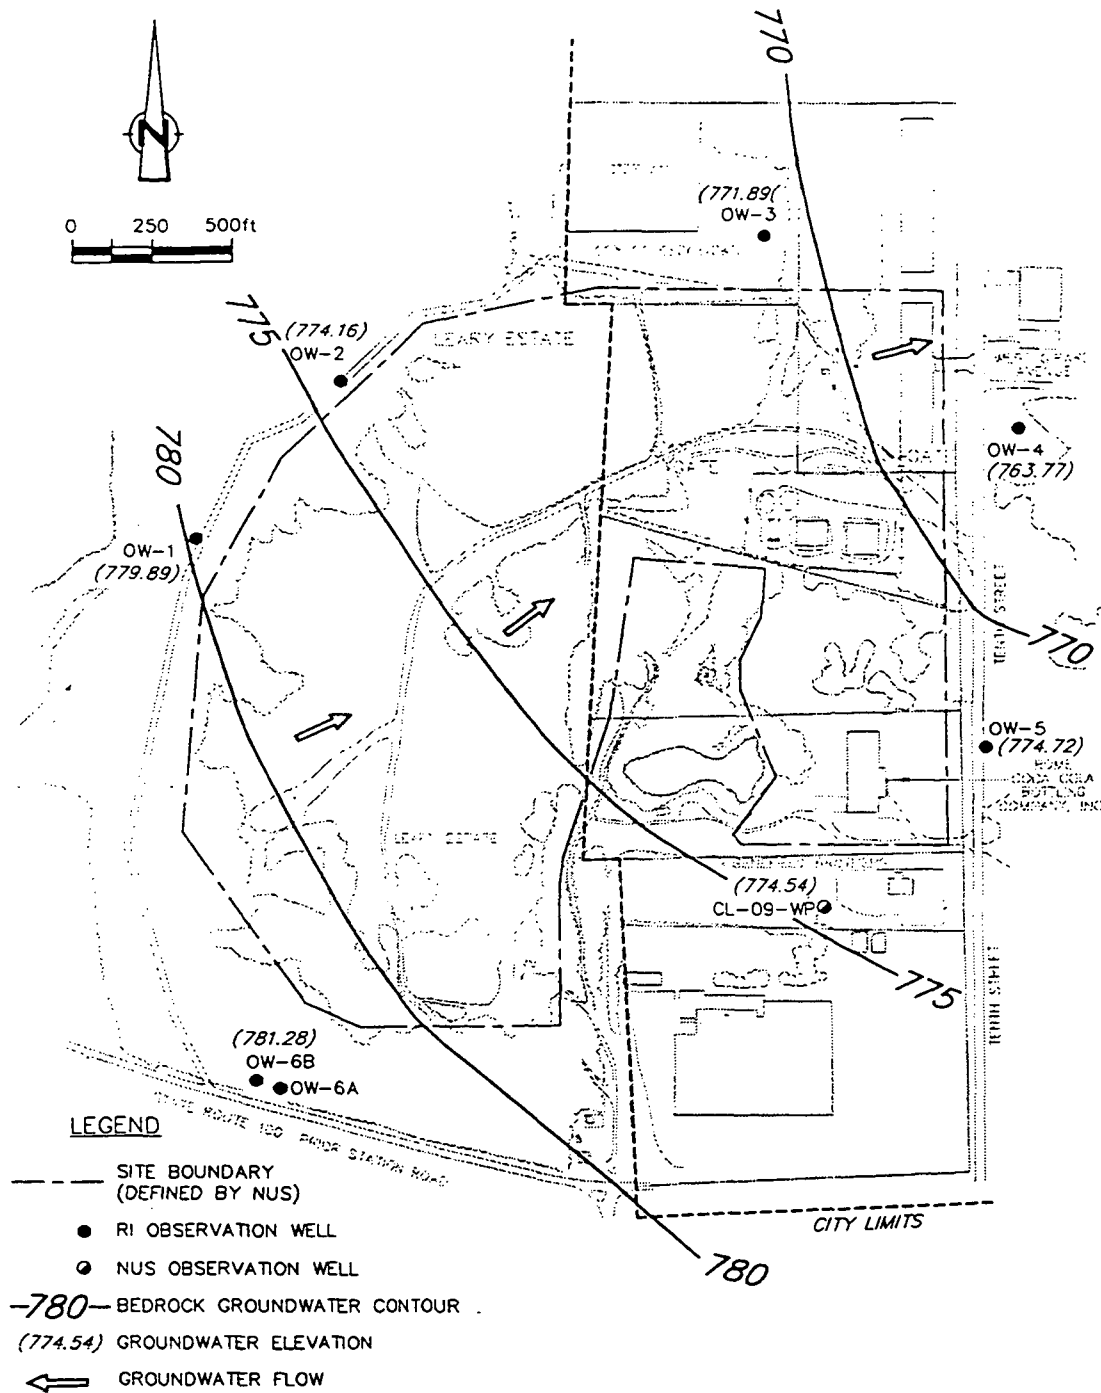 770
N
0 250 500ft
(771.89(
OW-3
775
(774.16)
OW-2
LEARY ESTATE
AVENUE
OW-4
(763.77)
780
OW-1
(779.89)
GATE
TENTH STREET
770
OW-5
(774.72)
ROME
COCA COLA
BOTTLING
COMPANY, INC
LEARY ESTATE
(774.54)
CL-09-WP
775
TENTH STREET
(781.28)
OW-6B
OW-6A
STATE ROUTE 100 PRIOR STATION ROAD
780
CITY LIMITS
LEGEND
SITE BOUNDARY
(DEFINED BY NUS)
RI OBSERVATION WELL
NUS OBSERVATION WELL
-780- BEDROCK GROUNDWATER CONTOUR
(774.54) GROUNDWATER ELEVATION
GROUNDWATER FLOW